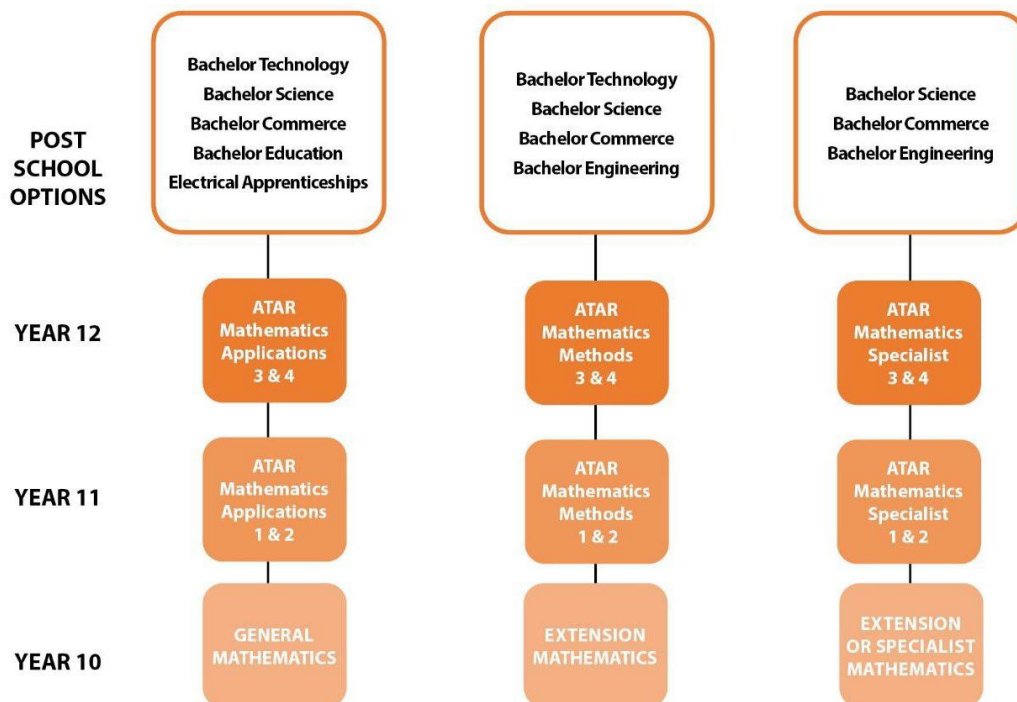 POST
SCHOOL
OPTIONS
Bachelor Technology
Bachelor Science
Bachelor Commerce
Bachelor Education
Electrical Apprenticeships
Bachelor Technology
Bachelor Science
Bachelor Commerce
Bachelor Engineering
Bachelor Science
Bachelor Commerce
Bachelor Engineering
YEAR 12
ATAR
Mathematics
Applications
3 & 4
ATAR
Mathematics
Methods
3 & 4
ATAR
Mathematics
Specialist
3 & 4
YEAR 11
ATAR
Mathematics
Applications
1 & 2
ATAR
Mathematics
Methods
1 & 2
ATAR
Mathematics
Specialist
1 & 2
YEAR 10
GENERAL
MATHEMATICS
EXTENSION
MATHEMATICS
EXTENSION
OR SPECIALIST
MATHEMATICS